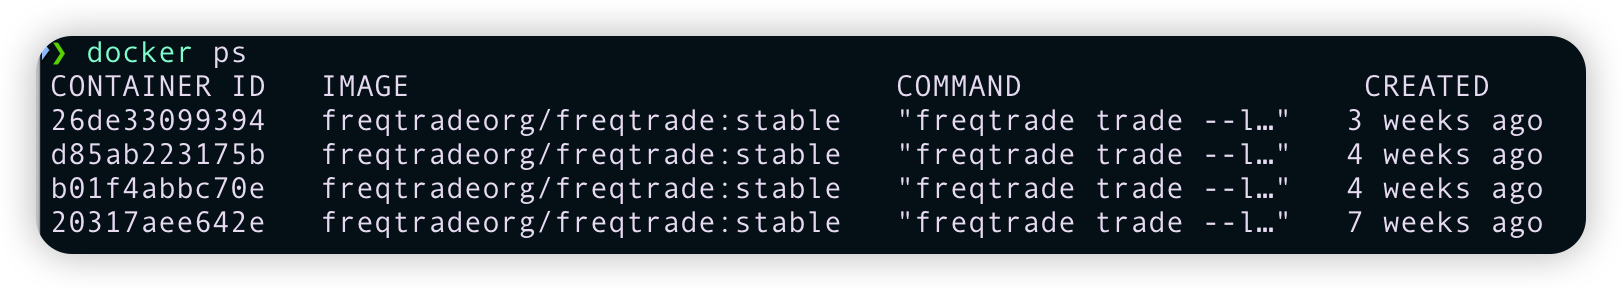 ❯ docker ps
CONTAINER ID   IMAGE                           COMMAND                   CREATED
26de33099394   freqtradeorg/freqtrade:stable   "freqtrade trade --l…"   3 weeks ago
d85ab223175b   freqtradeorg/freqtrade:stable   "freqtrade trade --l…"   4 weeks ago
b01f4abbc70e   freqtradeorg/freqtrade:stable   "freqtrade trade --l…"   4 weeks ago
20317aee642e   freqtradeorg/freqtrade:stable   "freqtrade trade --l…"   7 weeks ago